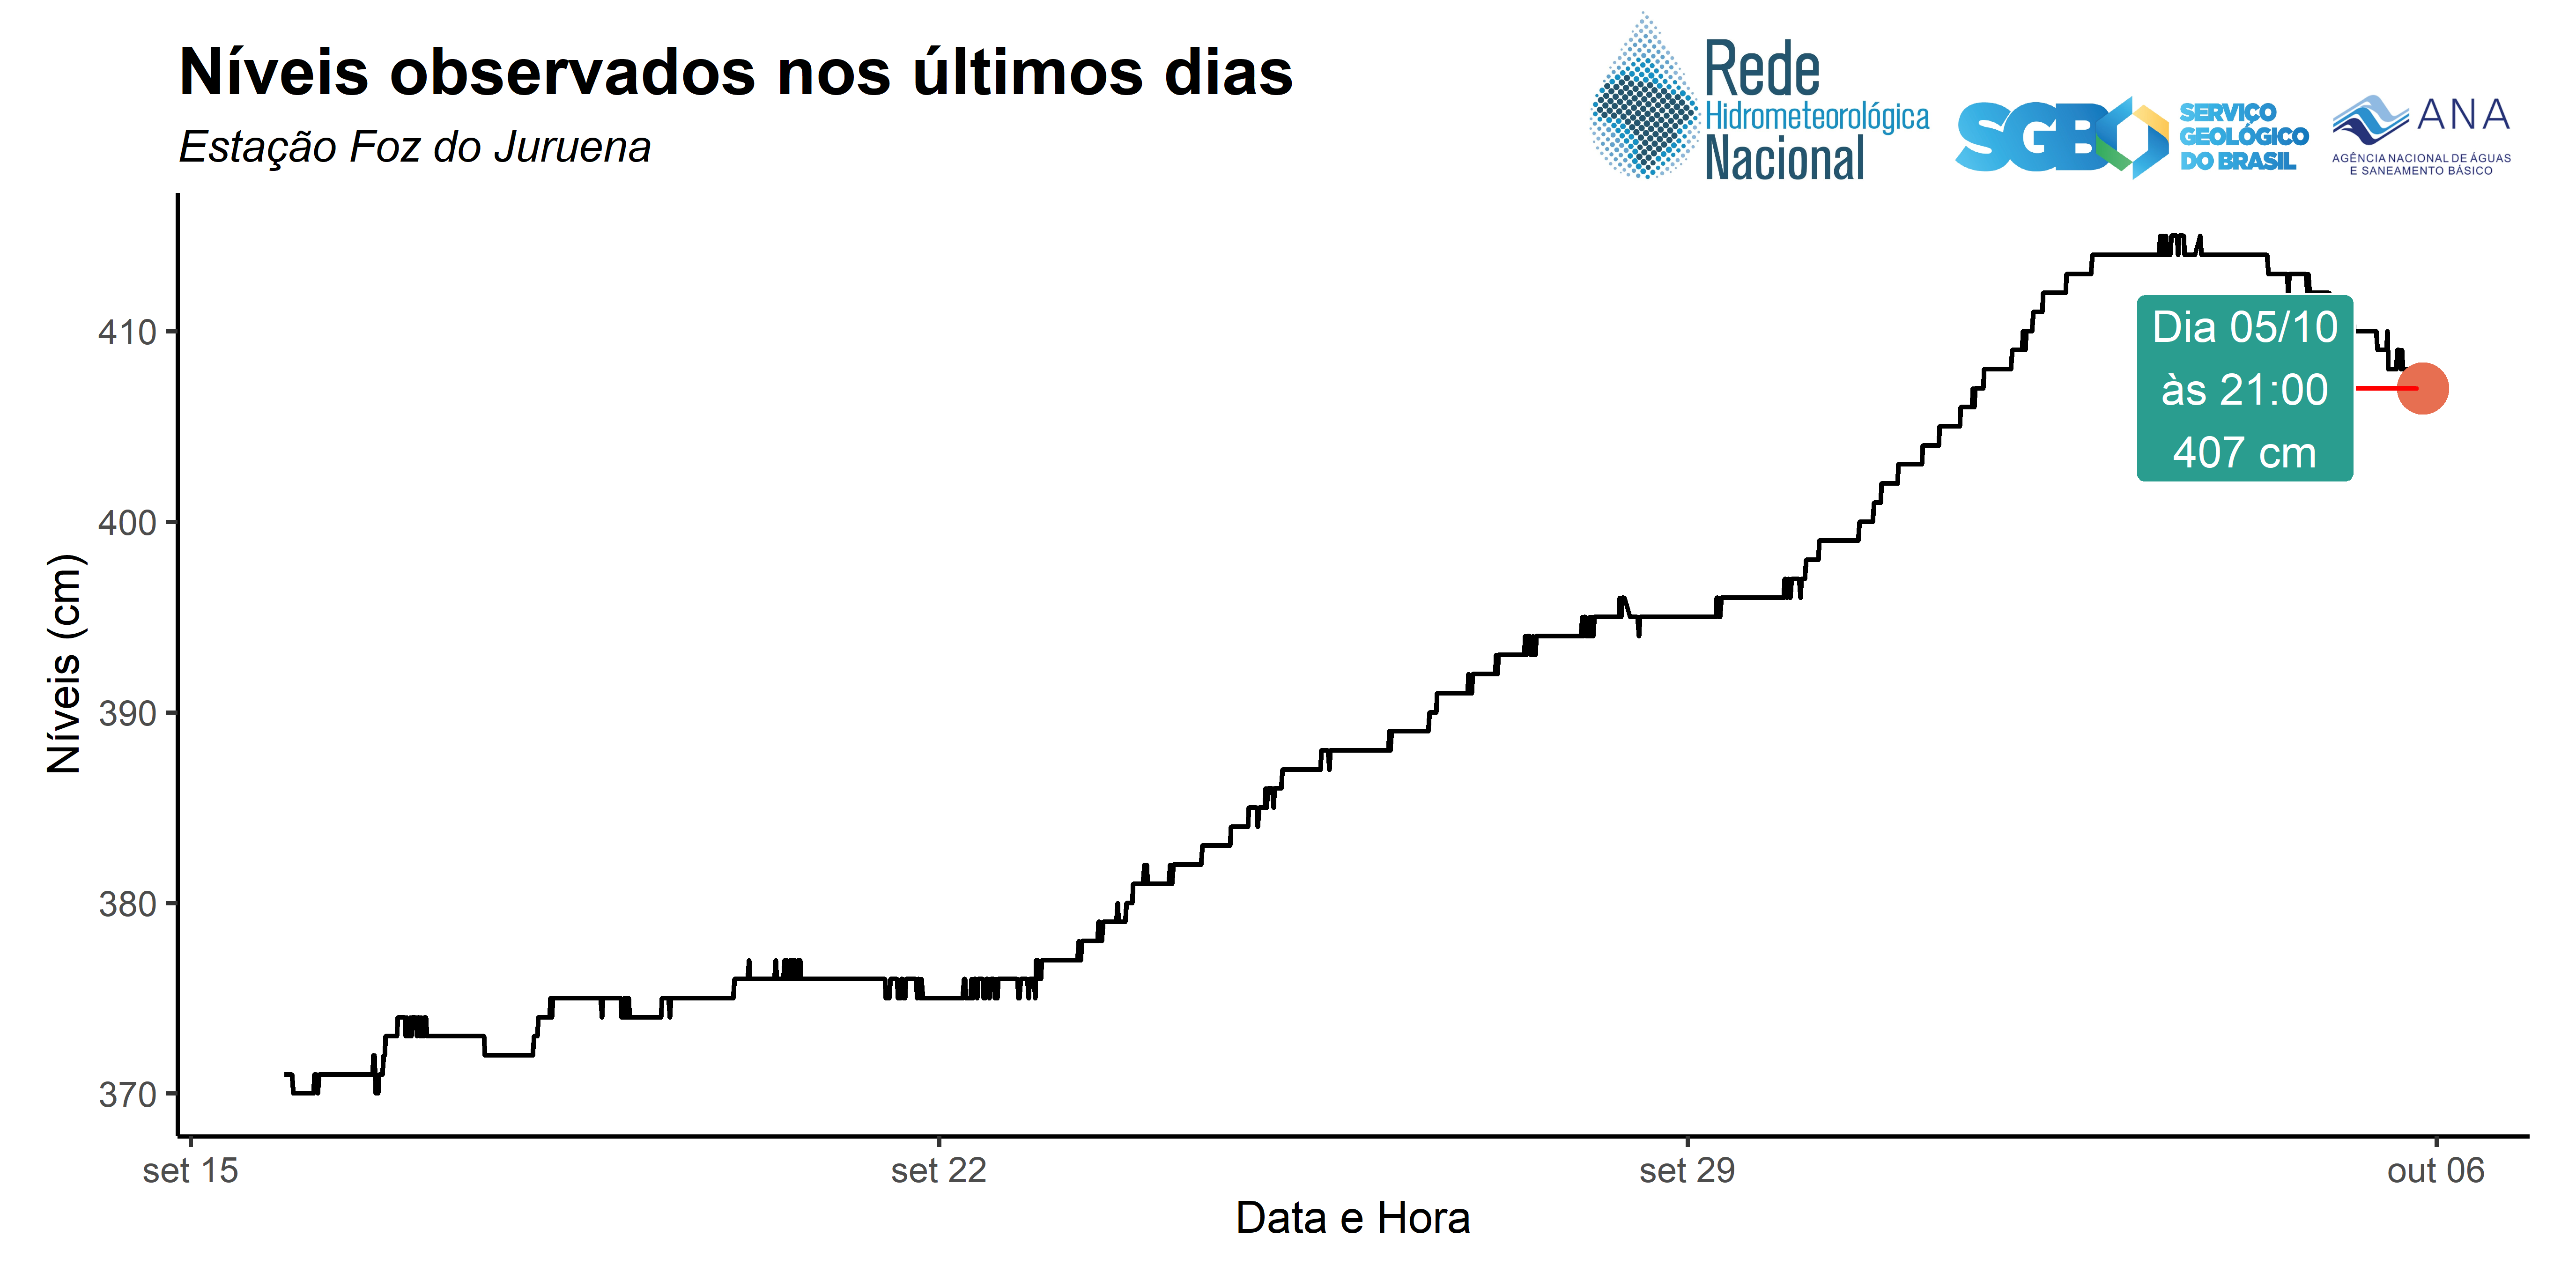 Níveis observados nos últimos dias
Estação Foz do Juruena
Rede
Hidrometeorológica
Nacional
SGB
SERVIÇO
GEOLÓGICO
DO BRASIL
ANA
AGÊNCIA NACIONAL DE ÁGUAS
E SANEAMENTO BÁSICO
Níveis (cm)
410
400
390
380
370
Dia 05/10
às 21:00
407 cm
set 15
set 22
set 29
out 06
Data e Hora